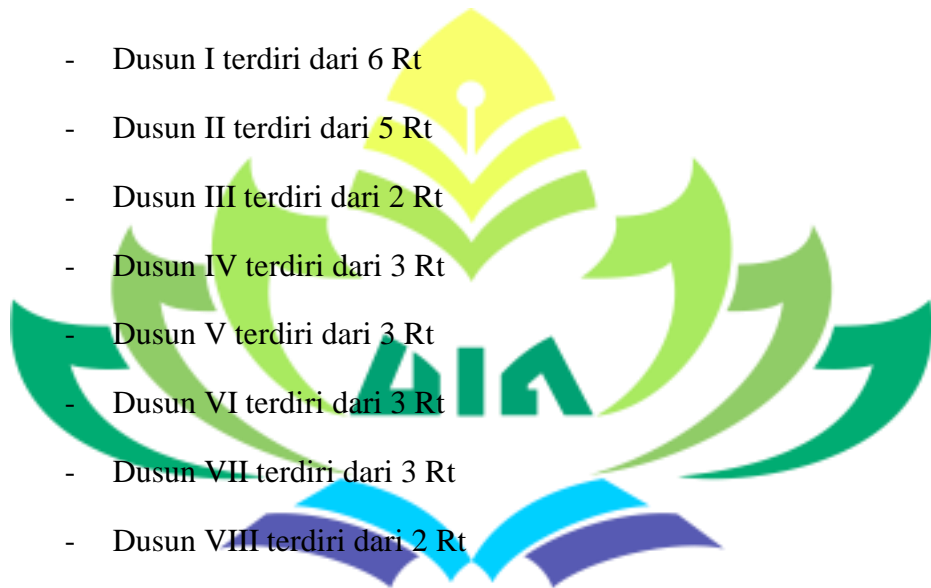 - Dusun I terdiri dari 6 Rt
- Dusun II terdiri dari 5 Rt
- Dusun III terdiri dari 2 Rt
- Dusun IV terdiri dari 3 Rt
- Dusun V terdiri dari 3 Rt
- Dusun VI terdiri dari 3 Rt
- Dusun VII terdiri dari 3 Rt
- Dusun VIII terdiri dari 2 Rt